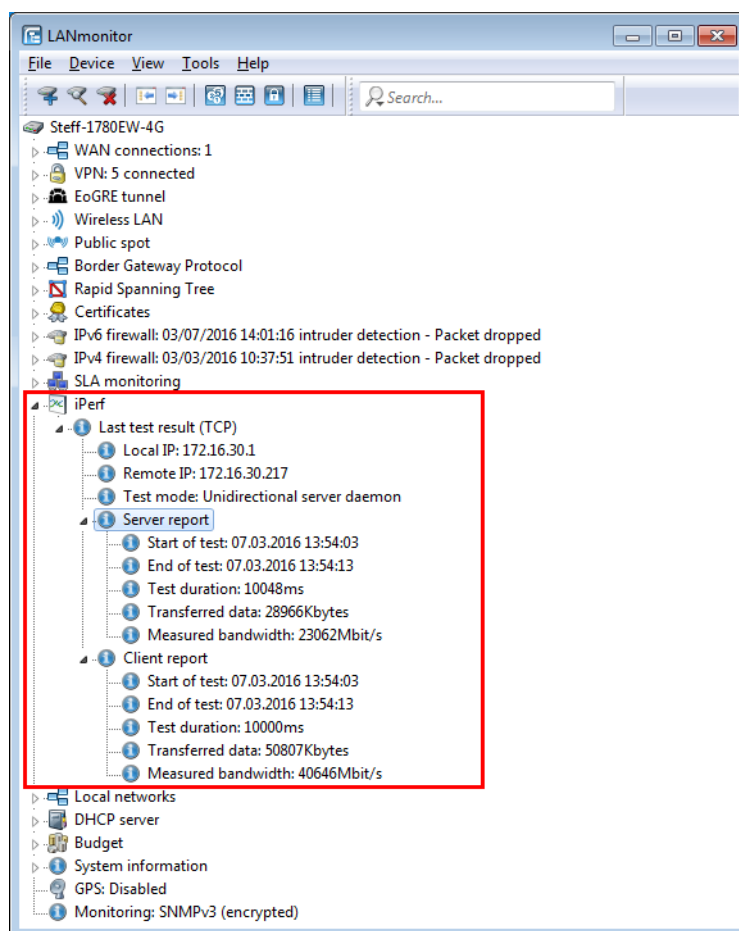 LANmonitor
File Device View Tools Help
Search...
Steff-1780EW-4G
WAN connections: 1
VPN: 5 connected
EoGRE tunnel
Wireless LAN
Public spot
Border Gateway Protocol
Rapid Spanning Tree
Certificates
IPv6 firewall: 03/07/2016 14:01:16 intruder detection - Packet dropped
IPv4 firewall: 03/03/2016 10:37:51 intruder detection - Packet dropped
SLA monitoring
iPerf
Last test result (TCP)
Local IP: 172.16.30.1
Remote IP: 172.16.30.217
Test mode: Unidirectional server daemon
Server report
Start of test: 07.03.2016 13:54:03
End of test: 07.03.2016 13:54:13
Test duration: 10048ms
Transferred data: 28966Kbytes
Measured bandwidth: 23062Mbit/s
Client report
Start of test: 07.03.2016 13:54:03
End of test: 07.03.2016 13:54:13
Test duration: 10000ms
Transferred data: 50807Kbytes
Measured bandwidth: 40646Mbit/s
Local networks
DHCP server
Budget
System information
GPS: Disabled
Monitoring: SNMPv3 (encrypted)